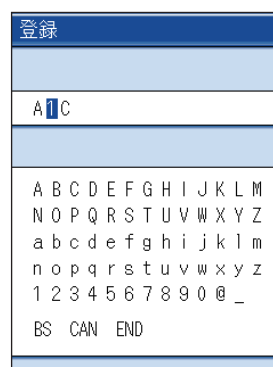 登録
A1C
A B C D E F G H I J K L M
N O P Q R S T U V W X Y Z
a b c d e f g h i j k l m
n o p q r s t u v w x y z
1 2 3 4 5 6 7 8 9 0 @ _
BS CAN END